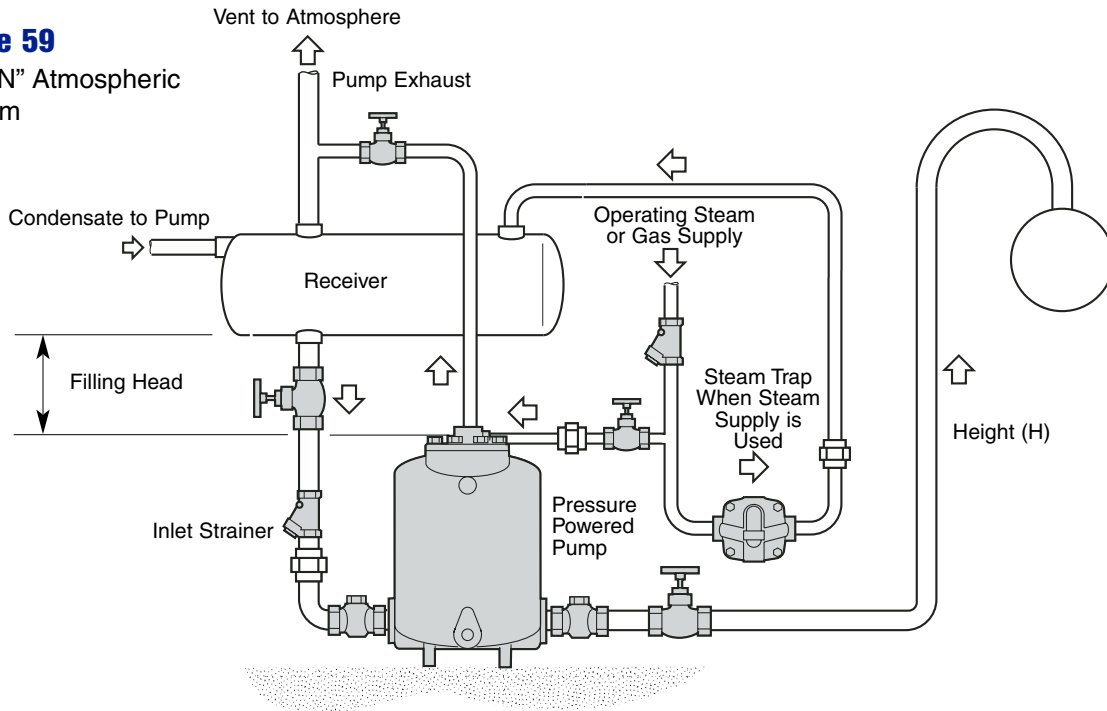 Vent to Atmosphere
e 59
N” Atmospheric
m
Pump Exhaust
Condensate to Pump
Operating Steam
or Gas Supply
Receiver
Filling Head
Steam Trap
When Steam
Supply is
Used
Height (H)
Inlet Strainer
Pressure
Powered
Pump